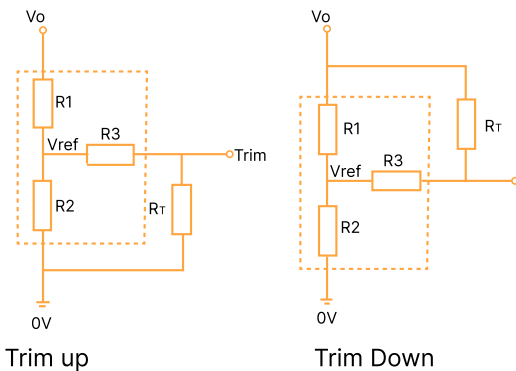 Vo
R1
R3
Vref
Trim
R2
RT
0V
Trim up
Vo
R1
RT
R3
Vref
R2
0V
Trim Down